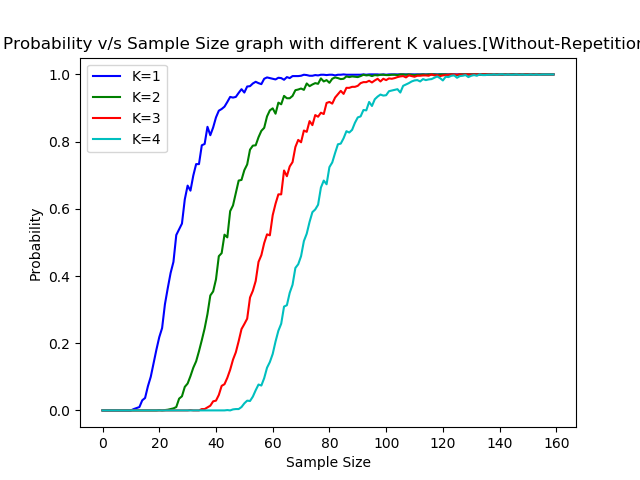 Probability v/s Sample Size graph with different K values.[Without-Repetition
K=1
K=2
K=3
K=4
1.0
0.8
0.6
0.4
0.2
0.0
Probability
0 20 40 60 80 100 120 140 160
Sample Size